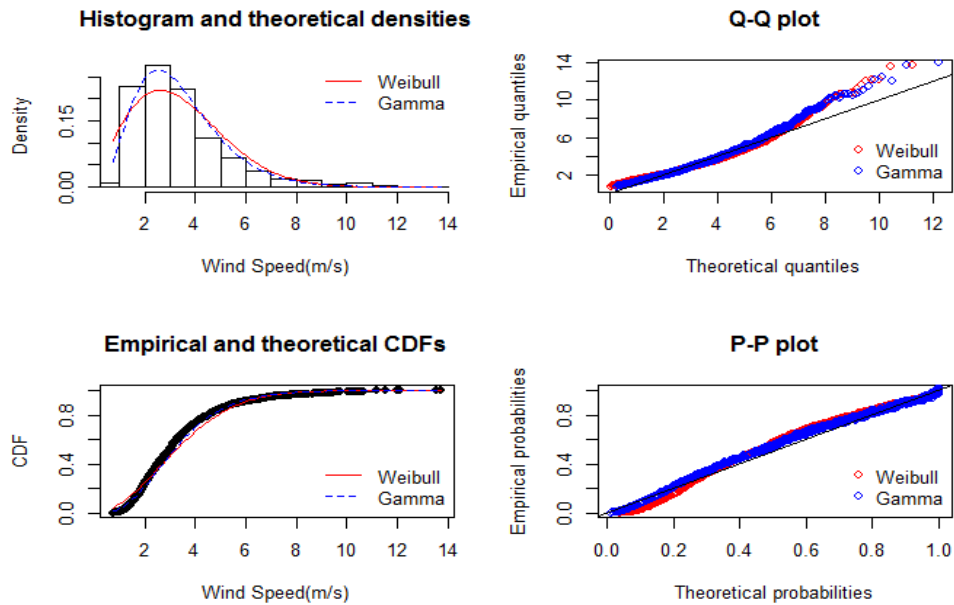 Histogram and theoretical densities
Density
0.00
0.15
Weibull
Gamma
2 4 6 8 10 12 14
Wind Speed(m/s)
Q-Q plot
Empirical quantiles
2
6
10
14
Weibull
Gamma
0 2 4 6 8 10 12
Theoretical quantiles
Empirical and theoretical CDFs
CDF
0.0
0.4
0.8
Weibull
Gamma
2 4 6 8 10 12 14
Wind Speed(m/s)
P-P plot
Empirical probabilities
0.0
0.4
0.8
Weibull
Gamma
0.0 0.2 0.4 0.6 0.8 1.0
Theoretical probabilities